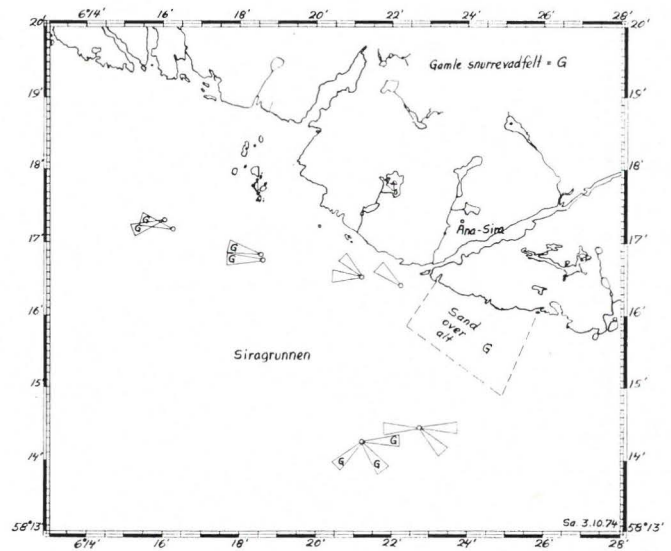 20' 6°14' 16' 18' 20' 22' 24' 26' 28' 20'
Gamle snurrevadfelt = G
19' 19'
18' 18'
G
Åna-Sira
17' 17'
G
G
16' 16'
Sand
over
alt
G
Siragrunnen
15' 15'
G
14' G G 14'
58°13' Sa. 3.10.74 58°13'
6°14' 16' 18' 20' 22' 24' 26' 28'